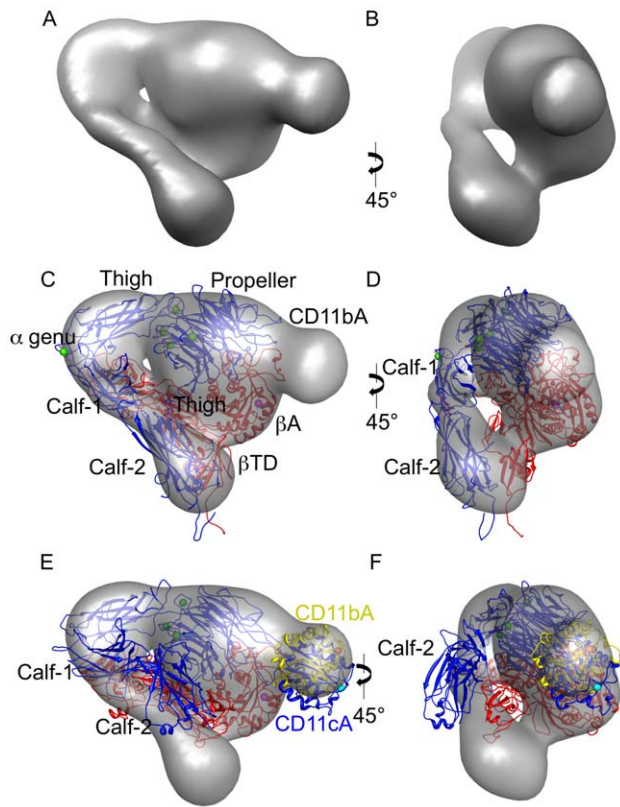 A
B
45°
C
Thigh
Propeller
D
CD11bA
α genu
Calf-1
Calf-1
Thigh
45°
βA
Calf-2
βTD
Calf-2
E
CD11bA
F
Calf-2
Calf-1
Calf-2
45°
CD11cA